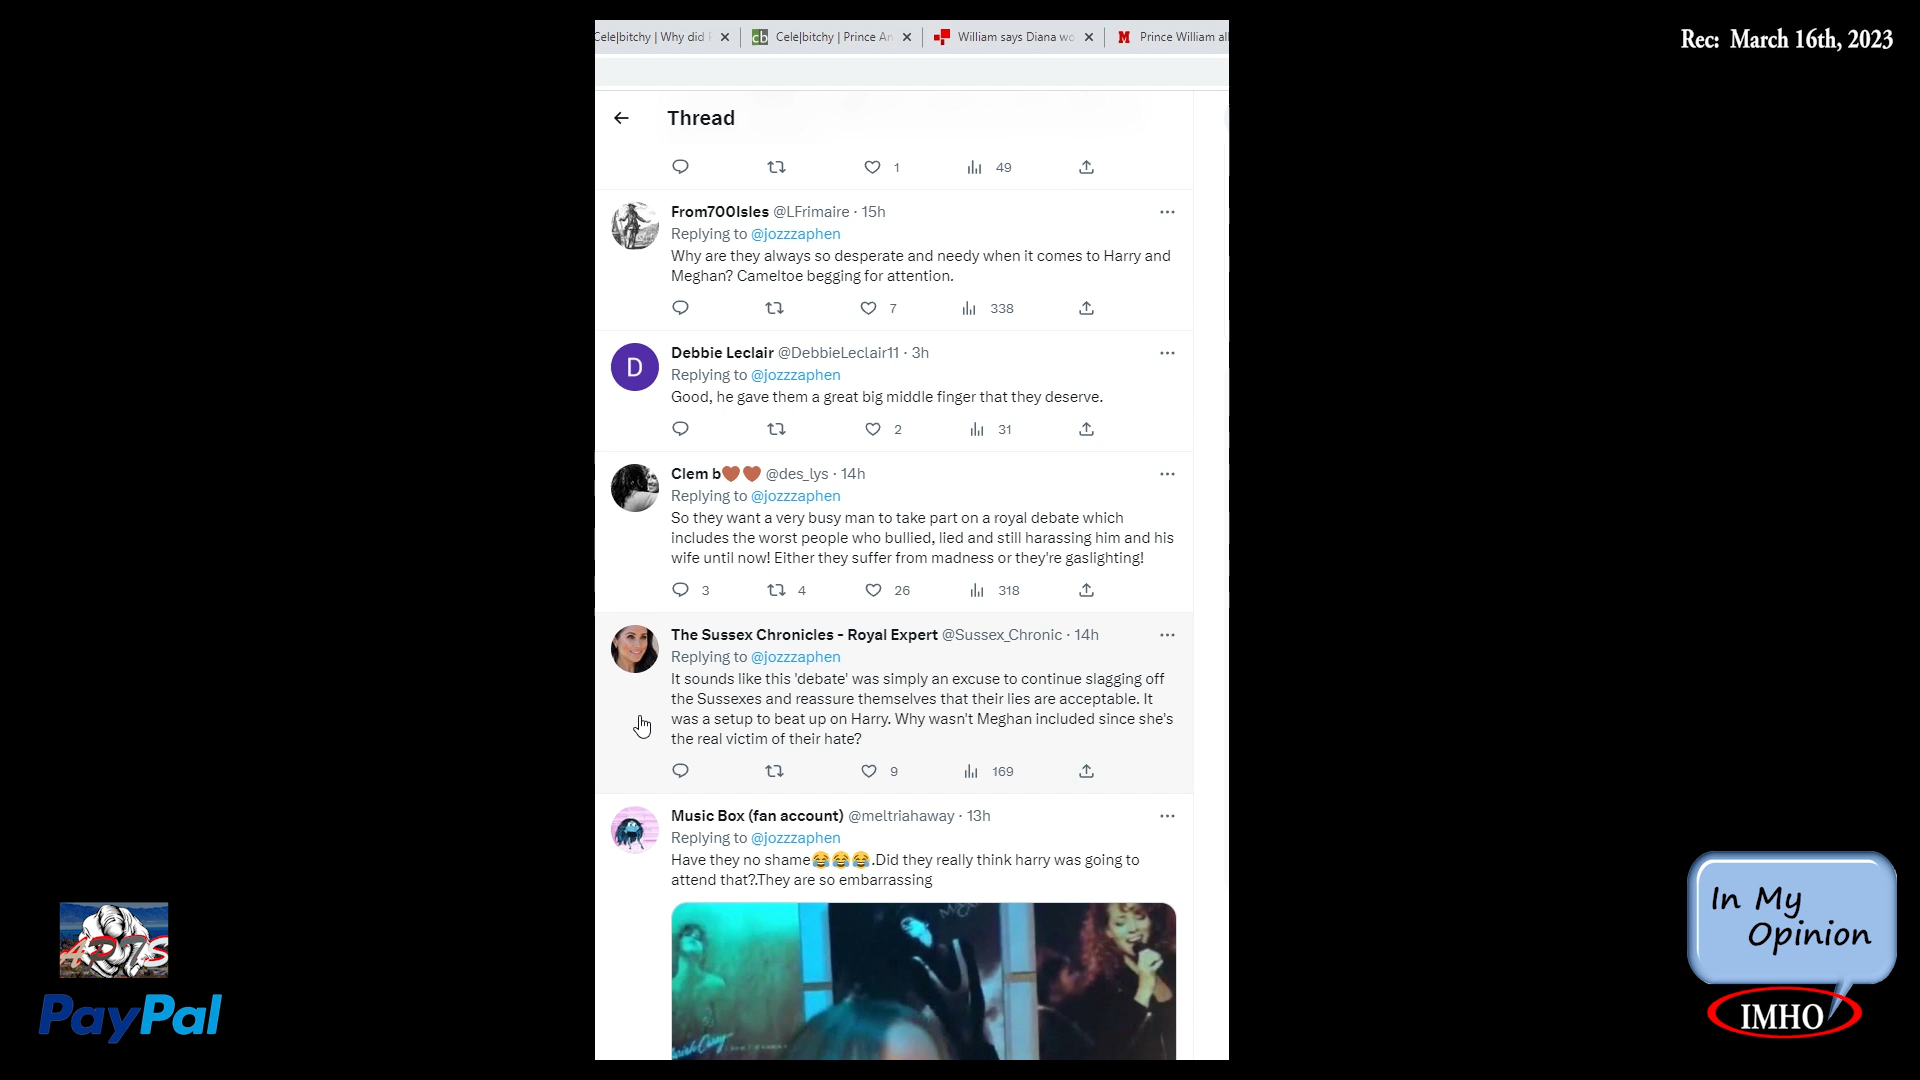 Cele|bitchy | Why did
Cele|bitchy | Prince An
William says Diana wo
Prince William all
Rec: March 16th, 2023
Thread
1
49
From700Isles @LFrimaire · 15h
Replying to @jozzzaphen
Why are they always so desperate and needy when it comes to Harry and
Meghan? Cameltoe begging for attention.
7
338
Debbie Leclair @DebbieLeclair11 · 3h
Replying to @jozzzaphen
Good, he gave them a great big middle finger that they deserve.
2
31
Clem b🤎🤎 @des_lys · 14h
Replying to @jozzzaphen
So they want a very busy man to take part on a royal debate which
includes the worst people who bullied, lied and still harassing him and his
wife until now! Either they suffer from madness or they're gaslighting!
3
4
26
318
The Sussex Chronicles - Royal Expert @Sussex_Chronic · 14h
Replying to @jozzzaphen
It sounds like this 'debate' was simply an excuse to continue slagging off
the Sussexes and reassure themselves that their lies are acceptable. It
was a setup to beat up on Harry. Why wasn't Meghan included since she's
the real victim of their hate?
9
169
Music Box (fan account) @meltriahaway · 13h
Replying to @jozzzaphen
Have they no shame😂😂😂.Did they really think harry was going to
attend that?.They are so embarrassing
PayPal
In My
Opinion
IMHO